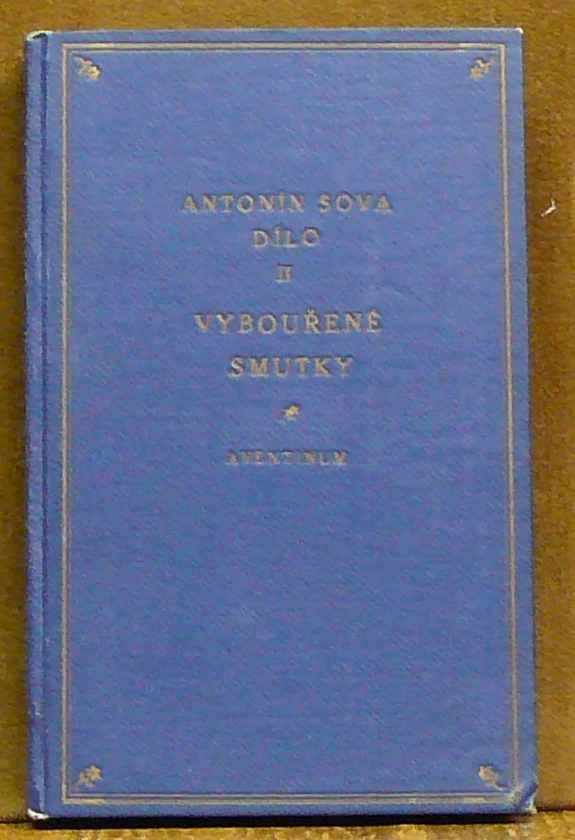 ANTONÍN SOVA
DÍLO
II
VYBOUŘENÉ
SMUTKY
AVENTINUM